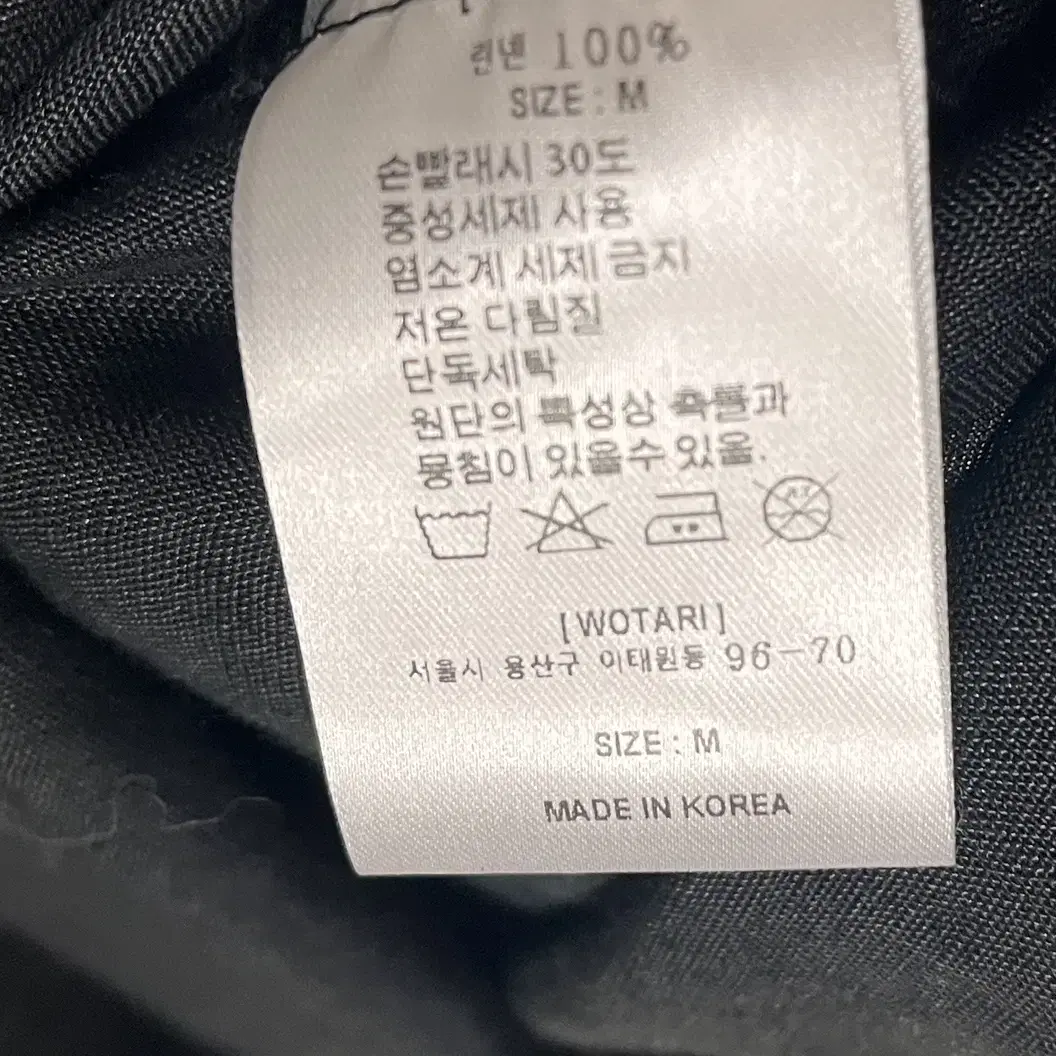 린넨 100%
SIZE : M
손빨래시 30도
중성세제 사용
염소계 세제 금지
저온 다림질
단독세탁
원단의 특성상 축률과
뭉침이 있을수 있음.
[WOTARI]
서울시 용산구 이태원동 96-70
SIZE : M
MADE IN KOREA